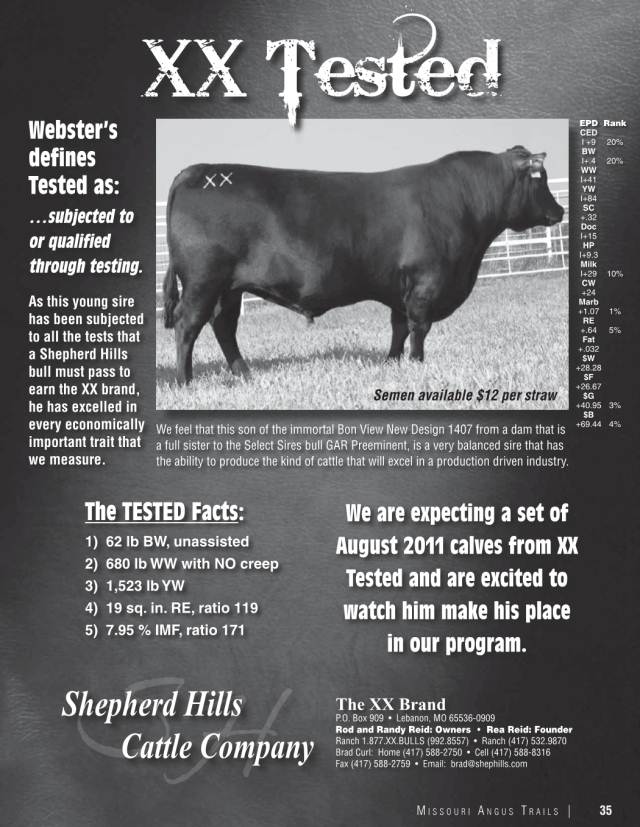 XX Tested
Webster's
defines
Tested as:
...subjected to
or qualified
through testing.
As this young sire
has been subjected
to all the tests that
a Shepherd Hills
bull must pass to
earn the XX brand,
he has excelled in
every economically
important trait that
we measure.
XX
Semen available $12 per straw
EPD Rank
CED
I+9 20%
BW
I+.4 20%
WW
I+41
YW
I+84
SC
+.32
Doc
I+15
HP
I+9.3
Milk
I+29 10%
CW
+24
Marb
+1.07 1%
RE
+.64 5%
Fat
+.032
$W
+28.28
$F
+26.67
$G
+40.95 3%
$B
+69.44 4%
We feel that this son of the immortal Bon View New Design 1407 from a dam that is
a full sister to the Select Sires bull GAR Preeminent, is a very balanced sire that has
the ability to produce the kind of cattle that will excel in a production driven industry.
The TESTED Facts:
1) 62 lb BW, unassisted
2) 680 lb WW with NO creep
3) 1,523 lb YW
4) 19 sq. in. RE, ratio 119
5) 7.95 % IMF, ratio 171
We are expecting a set of
August 2011 calves from XX
Tested and are excited to
watch him make his place
in our program.
Shepherd Hills
Cattle Company
The XX Brand
P.O. Box 909 • Lebanon, MO 65536-0909
Rod and Randy Reid: Owners • Rea Reid: Founder
Ranch 1.877.XX.BULLS (992.8557) • Ranch (417) 532.9870
Brad Curl: Home (417) 588-2750 • Cell (417) 588-8316
Fax (417) 588-2759 • Email: brad@shephills.com
MISSOURI ANGUS TRAILS | 35